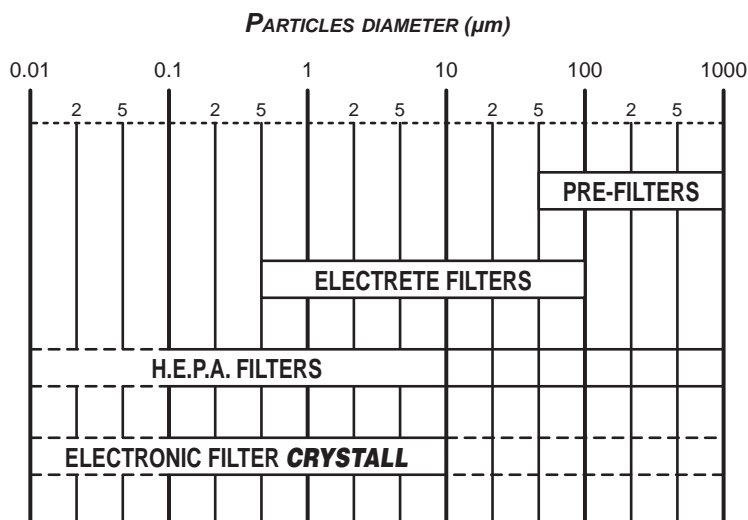 PARTICLES DIAMETER (µm)
0.01 0.1 1 10 100 1000
2 5 2 5 2 5 2 5 2 5
PRE-FILTERS
ELECTRETE FILTERS
H.E.P.A. FILTERS
ELECTRONIC FILTER CRYSTALL